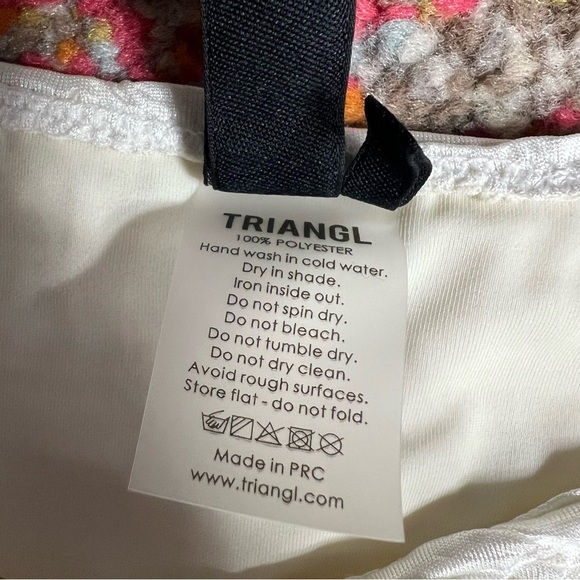 TRIANGL
100% POLYESTER
Hand wash in cold water.
Dry in shade.
Iron inside out.
Do not spin dry.
Do not bleach.
Do not tumble dry.
Do not dry clean.
Avoid rough surfaces.
Store flat - do not fold.
Made in PRC
www.triangl.com